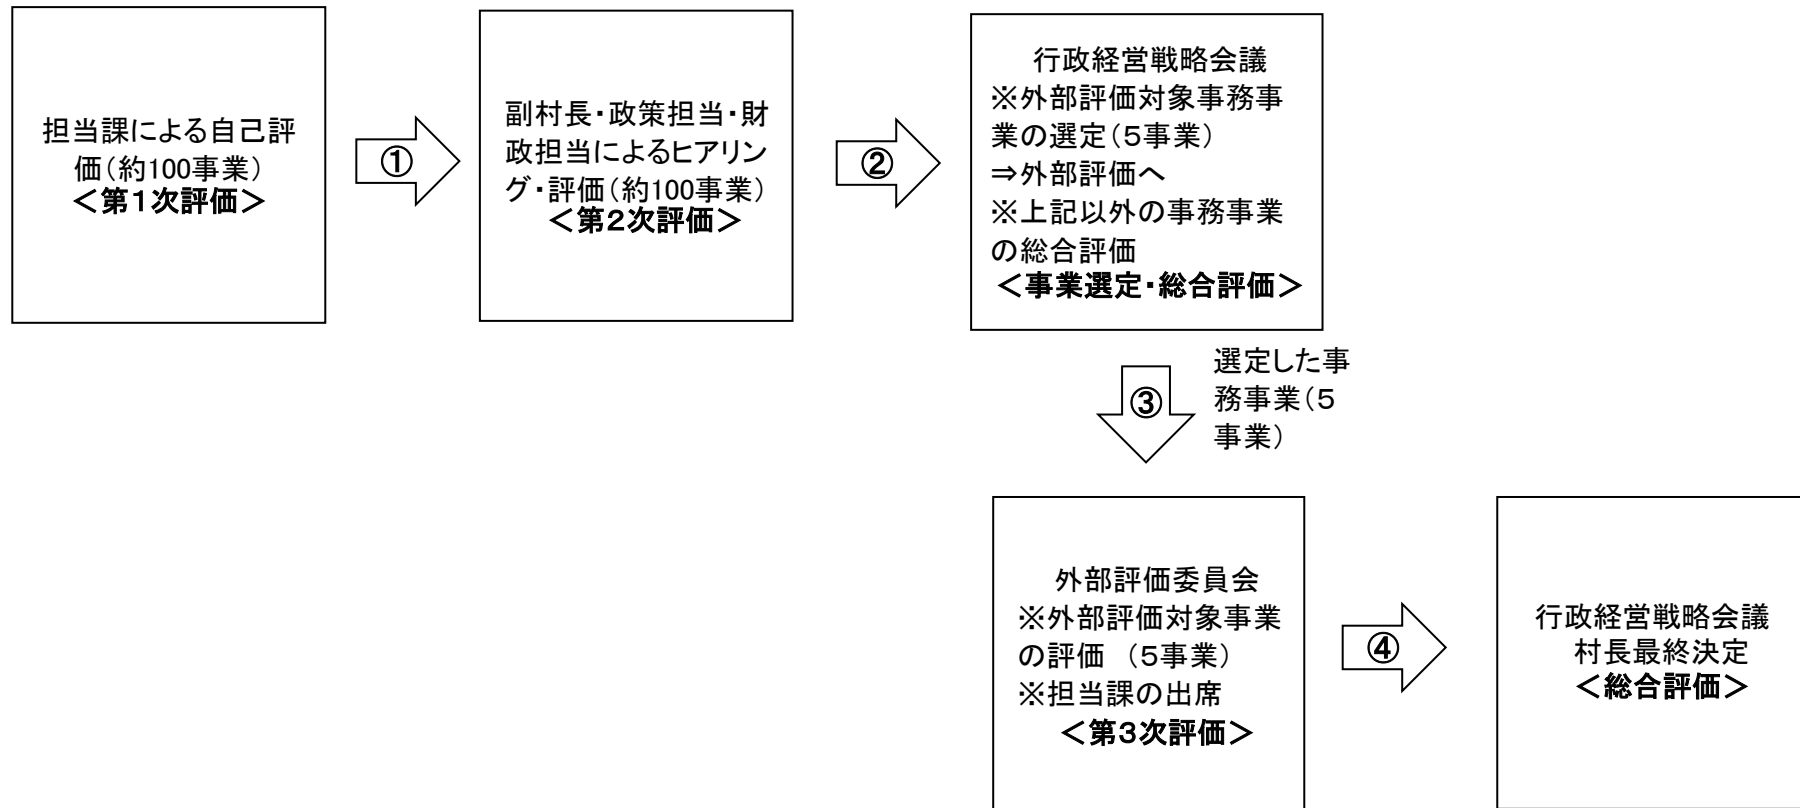 担当課による自己評
価（約100事業）
＜第1次評価＞
①
副村長・政策担当・財
政担当によるヒアリン
グ・評価（約100事業）
＜第２次評価＞
②
行政経営戦略会議
※外部評価対象事務事
業の選定（５事業）
⇒外部評価へ
※上記以外の事務事業
の総合評価
＜事業選定・総合評価＞
③
選定した事
務事業（５
事業）
外部評価委員会
※外部評価対象事業
の評価　（５事業）
※担当課の出席
＜第３次評価＞
④
行政経営戦略会議
村長最終決定
＜総合評価＞